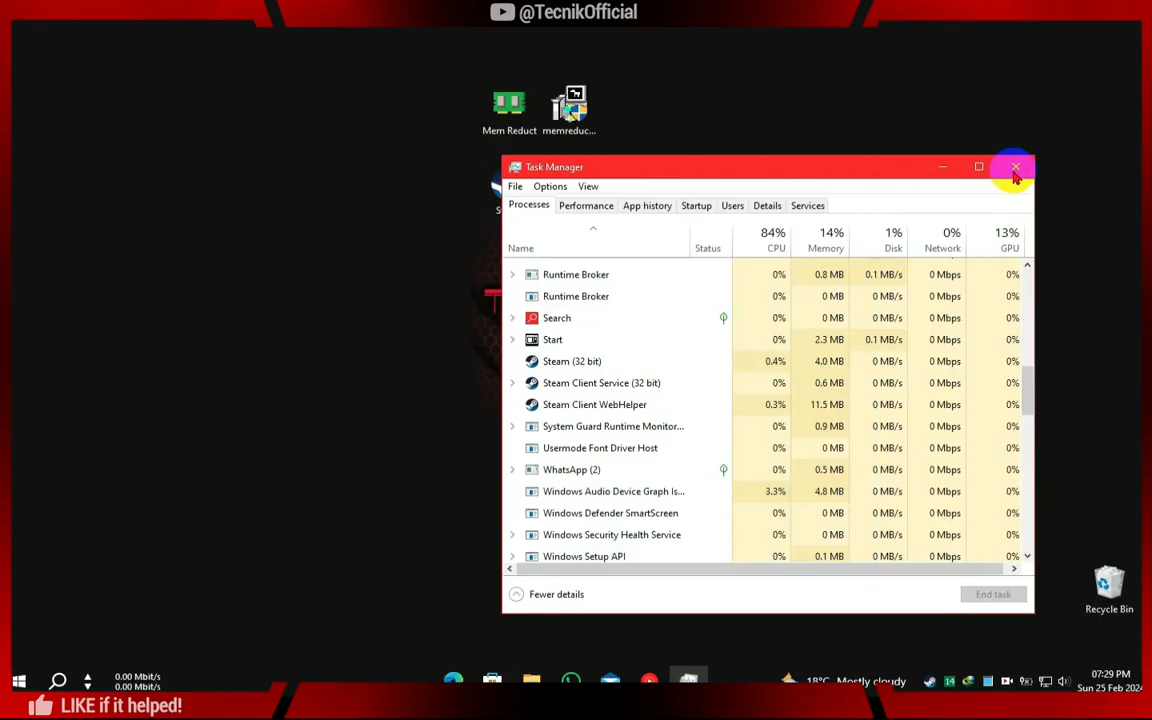 @TecnikOfficial
Mem Reduct memreduc...
Task Manager
File Options View
Processes Performance App history Startup Users Details Services
84% 14% 1% 0% 13%
Name Status CPU Memory Disk Network GPU
Runtime Broker 0% 0.8 MB 0.1 MB/s 0 Mbps 0%
Runtime Broker 0% 0 MB 0 MB/s 0 Mbps 0%
Search 0% 0 MB 0 MB/s 0 Mbps 0%
Start 0% 2.3 MB 0.1 MB/s 0 Mbps 0%
Steam (32 bit) 0.4% 4.0 MB 0 MB/s 0 Mbps 0%
Steam Client Service (32 bit) 0% 0.6 MB 0 MB/s 0 Mbps 0%
Steam Client WebHelper 0.3% 11.5 MB 0 MB/s 0 Mbps 0%
System Guard Runtime Monitor... 0% 0.9 MB 0 MB/s 0 Mbps 0%
Usermode Font Driver Host 0% 0 MB 0 MB/s 0 Mbps 0%
WhatsApp (2) 0% 0.5 MB 0 MB/s 0 Mbps 0%
Windows Audio Device Graph Is... 3.3% 4.8 MB 0 MB/s 0 Mbps 0%
Windows Defender SmartScreen 0% 0 MB 0 MB/s 0 Mbps 0%
Windows Security Health Service 0% 0 MB 0 MB/s 0 Mbps 0%
Windows Setup API 0% 0.1 MB 0 MB/s 0 Mbps 0%
Fewer details End task
Recycle Bin
0.00 Mbit/s
0.00 Mbit/s
18°C Mostly cloudy
14
07:29 PM
Sun 25 Feb 2024
LIKE if it helped!